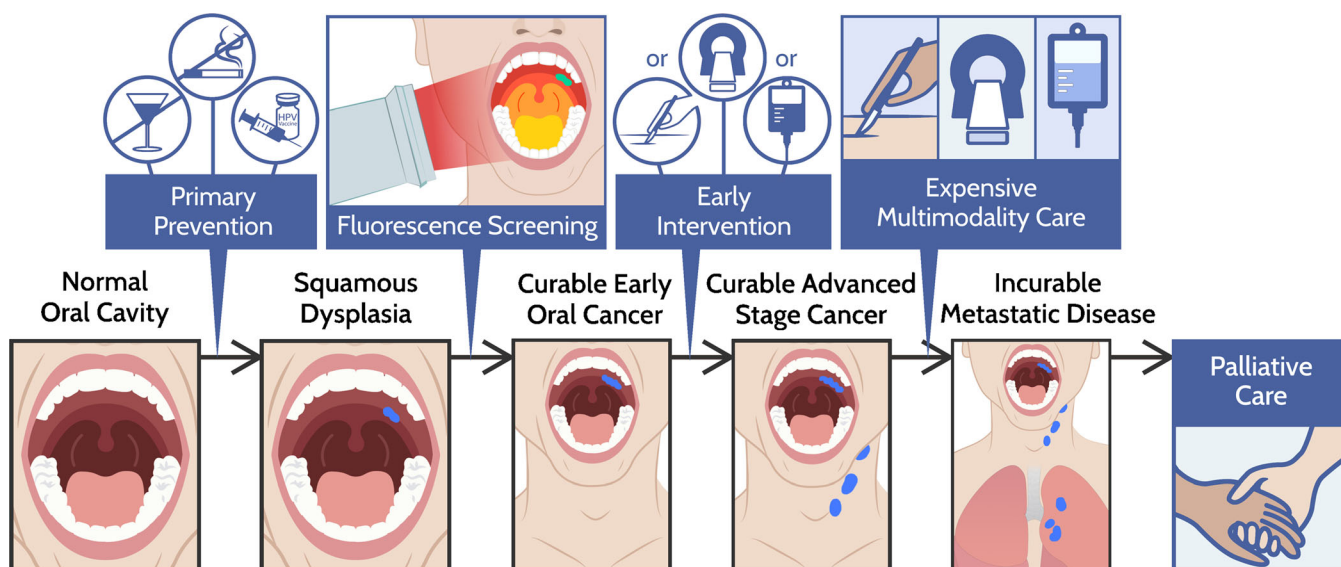 or
or
HPV
Vaccine
Primary
Prevention
Fluorescence Screening
Early
Intervention
Expensive
Multimodality Care
Normal
Oral Cavity
Squamous
Dysplasia
Curable Early
Oral Cancer
Curable Advanced
Stage Cancer
Incurable
Metastatic Disease
Palliative
Care